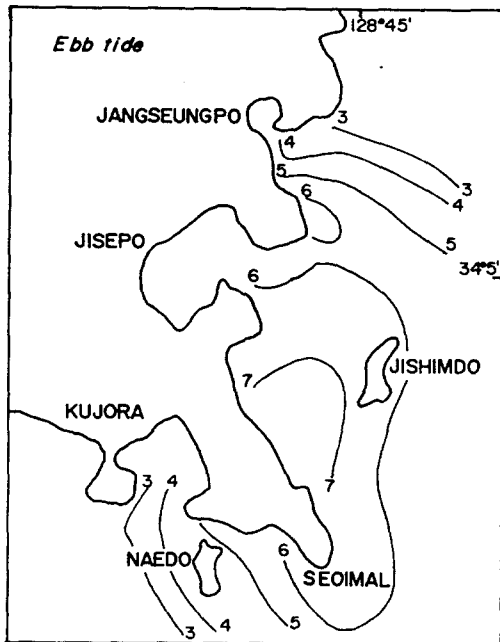 128°45'
Ebb tide
JANGSEUNGPO
3
4
5
6
3
4
JISEPO
5
34°5'
6
JISHIMDO
7
KUJORA
3 4
7
6
NAEDO
SEOIMAL
3 4 5